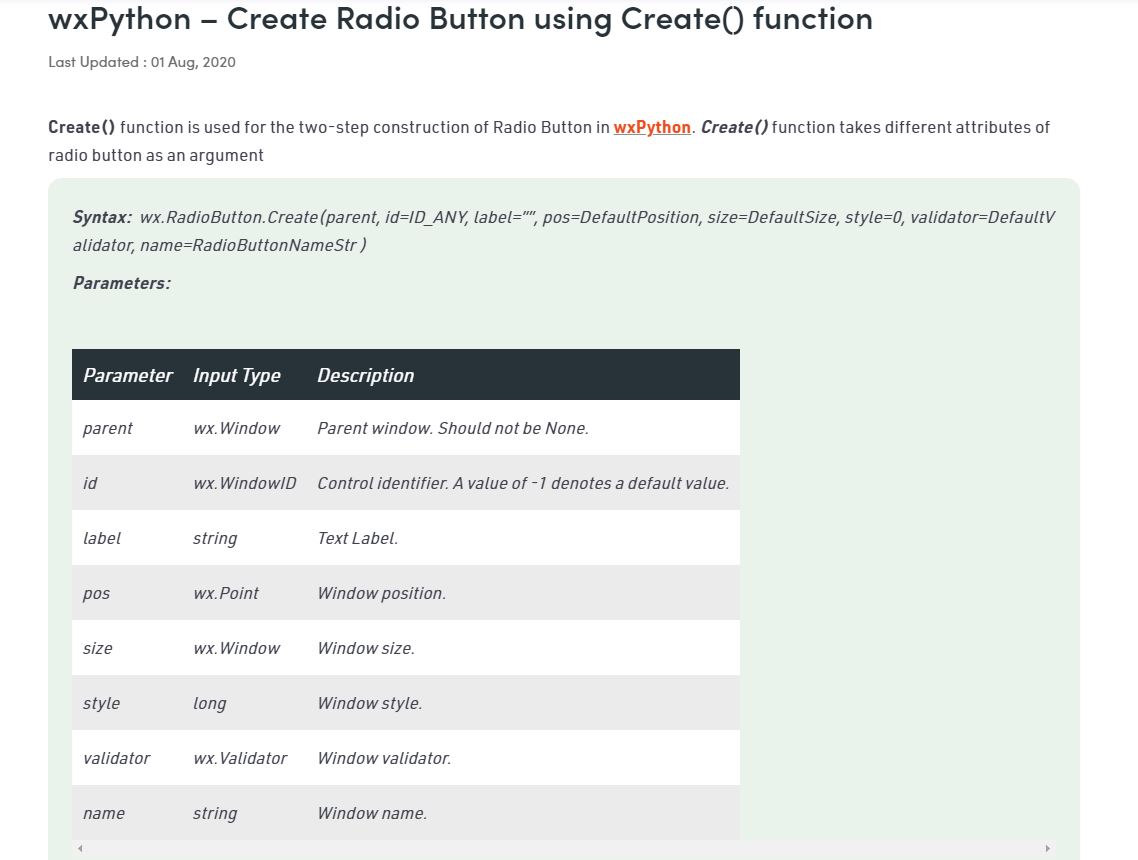 wxPython – Create Radio Button using Create() function
Last Updated : 01 Aug, 2020
Create() function is used for the two-step construction of Radio Button in wxPython. Create() function takes different attributes of
radio button as an argument
Syntax: wx.RadioButton.Create(parent, id=ID_ANY, label=””, pos=DefaultPosition, size=DefaultSize, style=0, validator=DefaultV
alidator, name=RadioButtonNameStr )
Parameters:
Parameter Input Type Description
parent wx.Window Parent window. Should not be None.
id wx.WindowID Control identifier. A value of -1 denotes a default value.
label string Text Label.
pos wx.Point Window position.
size wx.Window Window size.
style long Window style.
validator wx.Validator Window validator.
name string Window name.